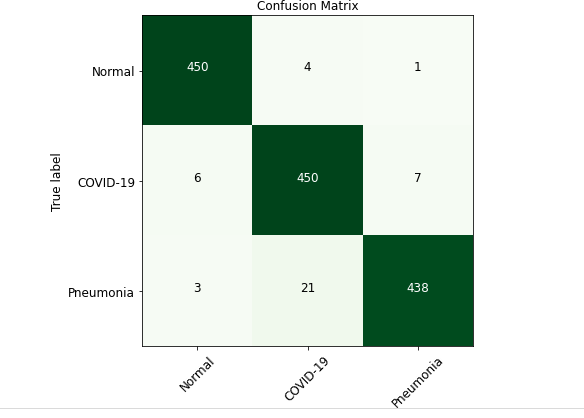 Confusion Matrix
Normal 450 4 1
COVID-19 6 450 7
Pneumonia 3 21 438
True label
Normal COVID-19 Pneumonia